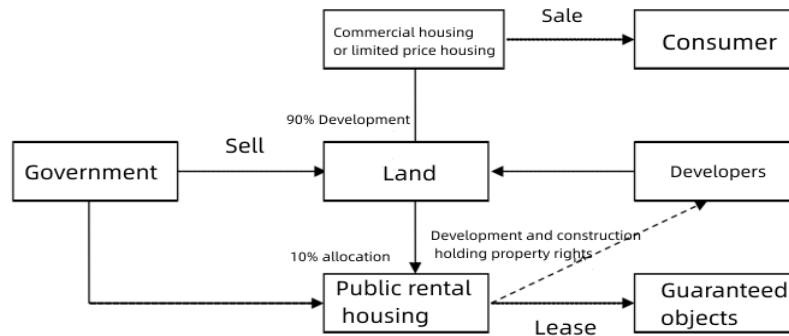 Commercial housing
or limited price housing
Sale
Consumer
90% Development
Government
Sell
Land
Developers
10% allocation
Development and construction
holding property rights
Public rental
housing
Lease
Guaranteed
objects